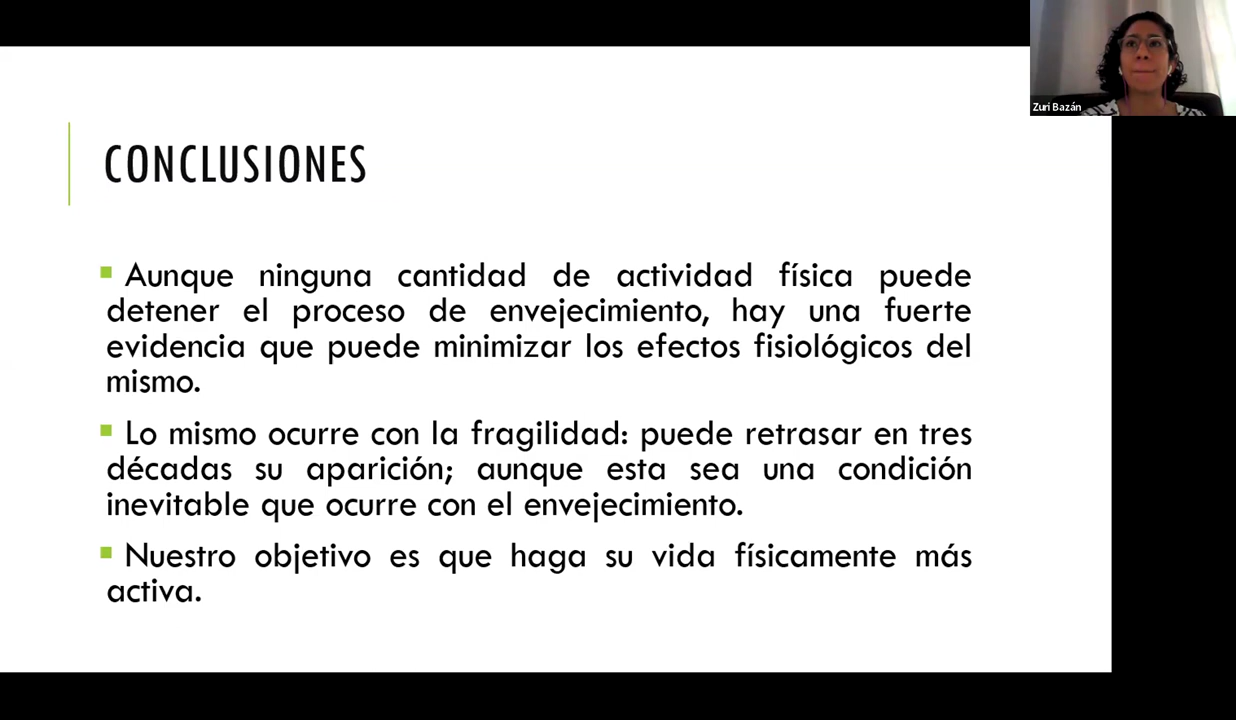 Zuri Bazán
CONCLUSIONES
▪ Aunque ninguna cantidad de actividad física puede
detener el proceso de envejecimiento, hay una fuerte
evidencia que puede minimizar los efectos fisiológicos del
mismo.
▪ Lo mismo ocurre con la fragilidad: puede retrasar en tres
décadas su aparición; aunque esta sea una condición
inevitable que ocurre con el envejecimiento.
▪ Nuestro objetivo es que haga su vida físicamente más
activa.